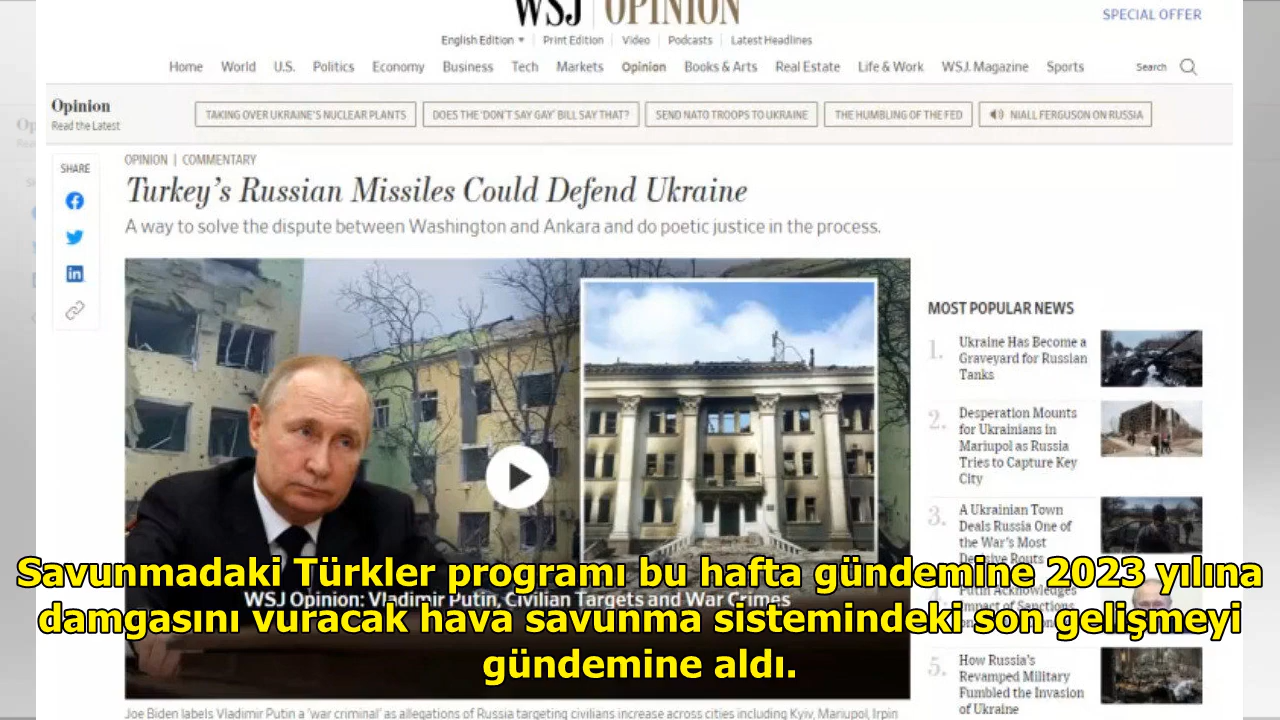 WSJ OPINION
SPECIAL OFFER
English Edition Print Edition Video Podcasts Latest Headlines
Home World U.S. Politics Economy Business Tech Markets Opinion Books & Arts Real Estate Life & Work WSJ. Magazine Sports Search
Opinion
Read the Latest
TAKING OVER UKRAINE'S NUCLEAR PLANTS
DOES THE 'DON'T SAY GAY' BILL SAY THAT?
SEND NATO TROOPS TO UKRAINE
THE HUMBLING OF THE FED
NIALL FERGUSON ON RUSSIA
SHARE
OPINION | COMMENTARY
Turkey's Russian Missiles Could Defend Ukraine
A way to solve the dispute between Washington and Ankara and do poetic justice in the process.
WSJ Opinion: Vladimir Putin, Civilian Targets and War Crimes
Joe Biden labels Vladimir Putin a 'war criminal' as allegations of Russia targeting civilians increase across cities including Kyiv, Mariupol, Irpin
MOST POPULAR NEWS
1.
Ukraine Has Become a
Graveyard for Russian
Tanks
2.
Desperation Mounts
for Ukrainians in
Mariupol as Russia
Tries to Capture Key
City
3.
A Ukrainian Town
Deals Russia One of
the War's Most
Decisive Routs
Putin Acknowledges
Impact of Sanctions
5.
How Russia's
Revamped Military
Fumbled the Invasion
of Ukraine
Savunmadaki Türkler programı bu hafta gündemine 2023 yılına
damgasını vuracak hava savunma sistemindeki son gelişmeyi
gündemine aldı.